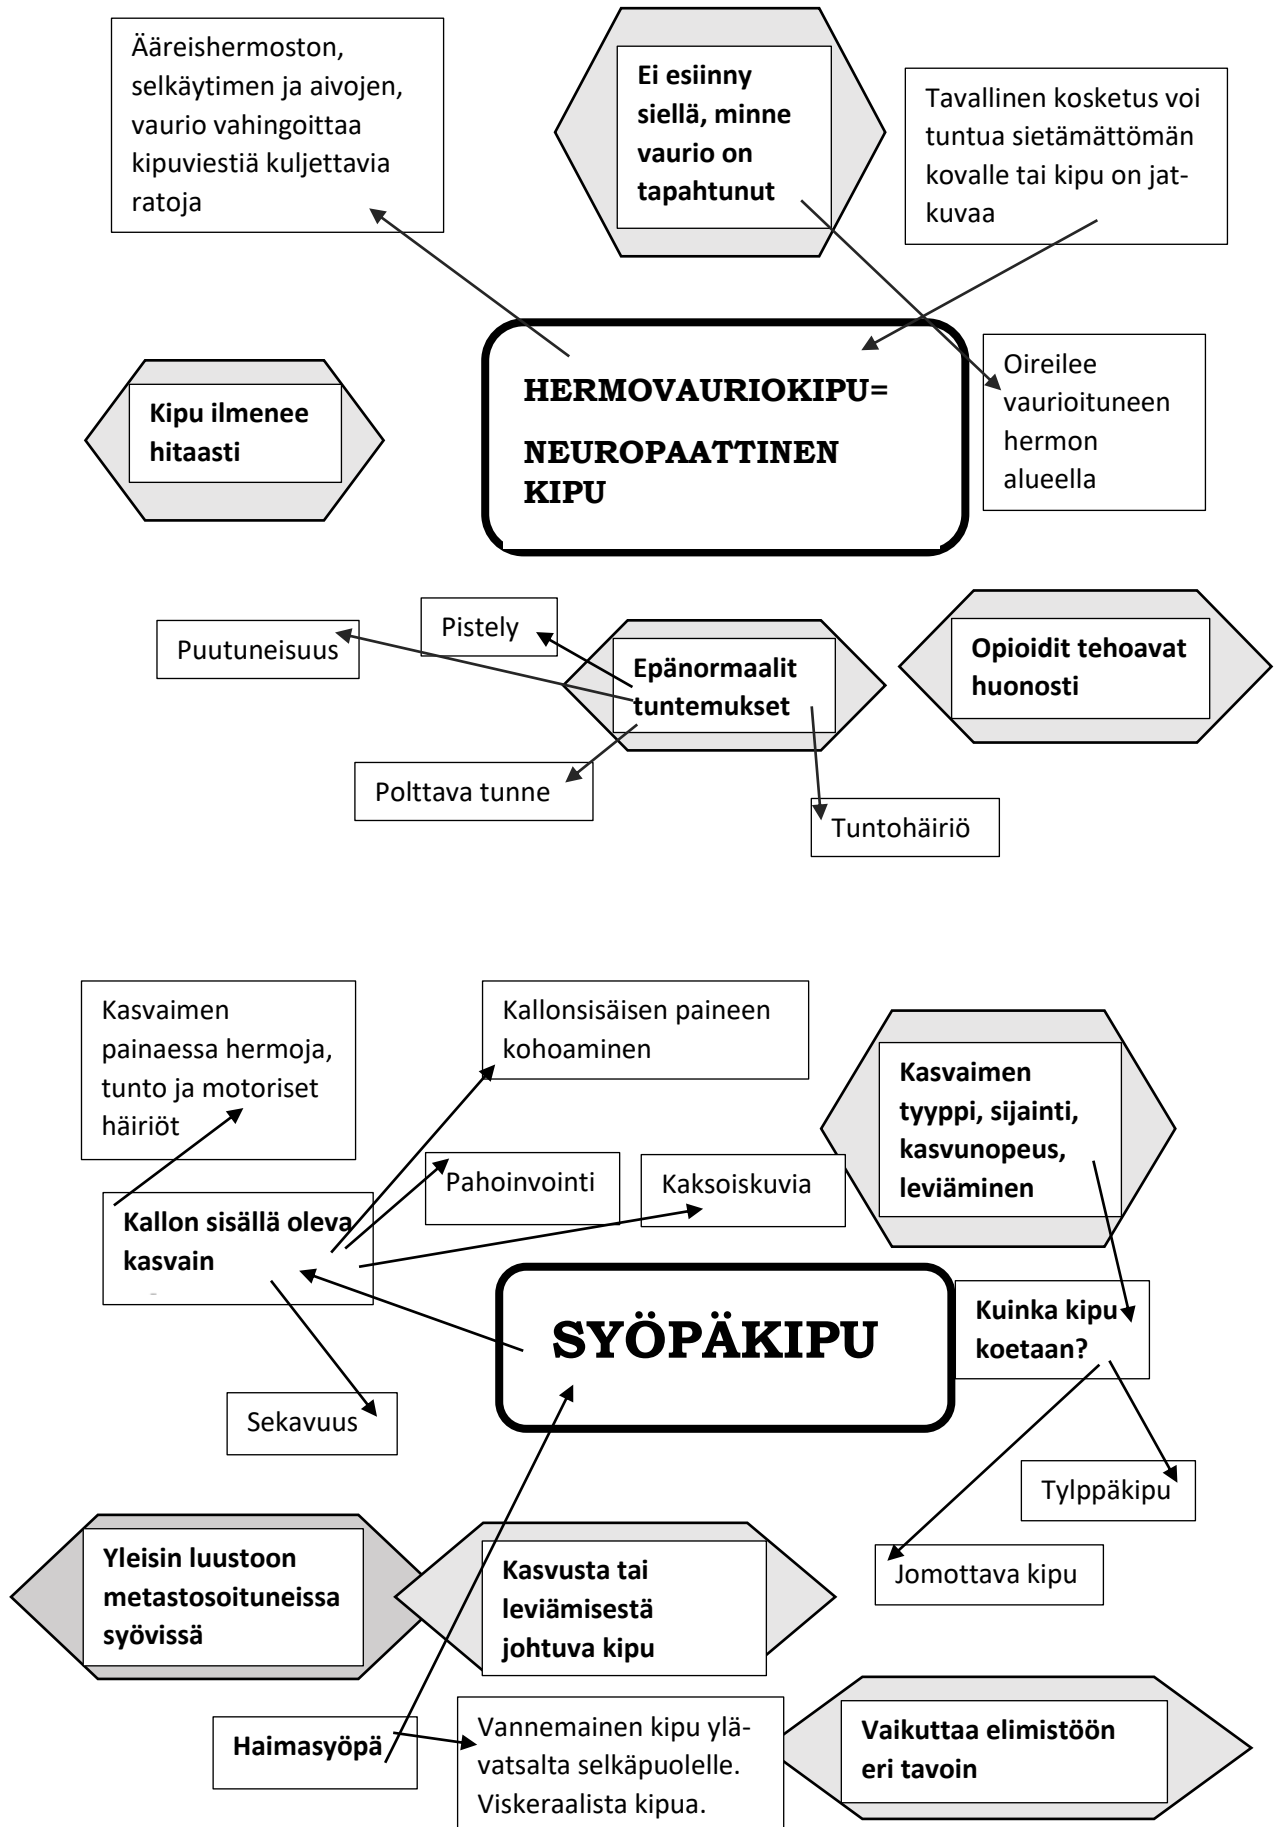 Ääreishermoston,
selkäytimen ja aivojen,
vaurio vahingoittaa
kipuviestiä kuljettavia
ratoja
Ei esiinny
siellä, minne
vaurio on
tapahtunut
Tavallinen kosketus voi
tuntua sietämättömän
kovalle tai kipu on jat-
kuvaa
Kipu ilmenee
hitaasti
HERMOVAURIOKIPU=
NEUROPAATTINEN
KIPU
Oireilee
vaurioituneen
hermon
alueella
Puutuneisuus
Pistely
Epänormaalit
tuntemukset
Opioidit tehoavat
huonosti
Polttava tunne
Tuntohäiriö
Kasvaimen
painaessa hermoja,
tunto ja motoriset
häiriöt
Kallonsisäisen paineen
kohoaminen
Kasvaimen
tyyppi, sijainti,
kasvunopeus,
leviäminen
Pahoinvointi
Kaksoiskuvia
Kallon sisällä oleva
kasvain
SYÖPÄKIPU
Kuinka kipu
koetaan?
Sekavuus
Tylppäkipu
Jomottava kipu
Yleisin luustoon
metastosoituneissa
syövissä
Kasvusta tai
leviämisestä
johtuva kipu
Haimasyöpä
Vannemainen kipu ylä-
vatsalta selkäpuolelle.
Viskeraalista kipua.
Vaikuttaa elimistöön
eri tavoin